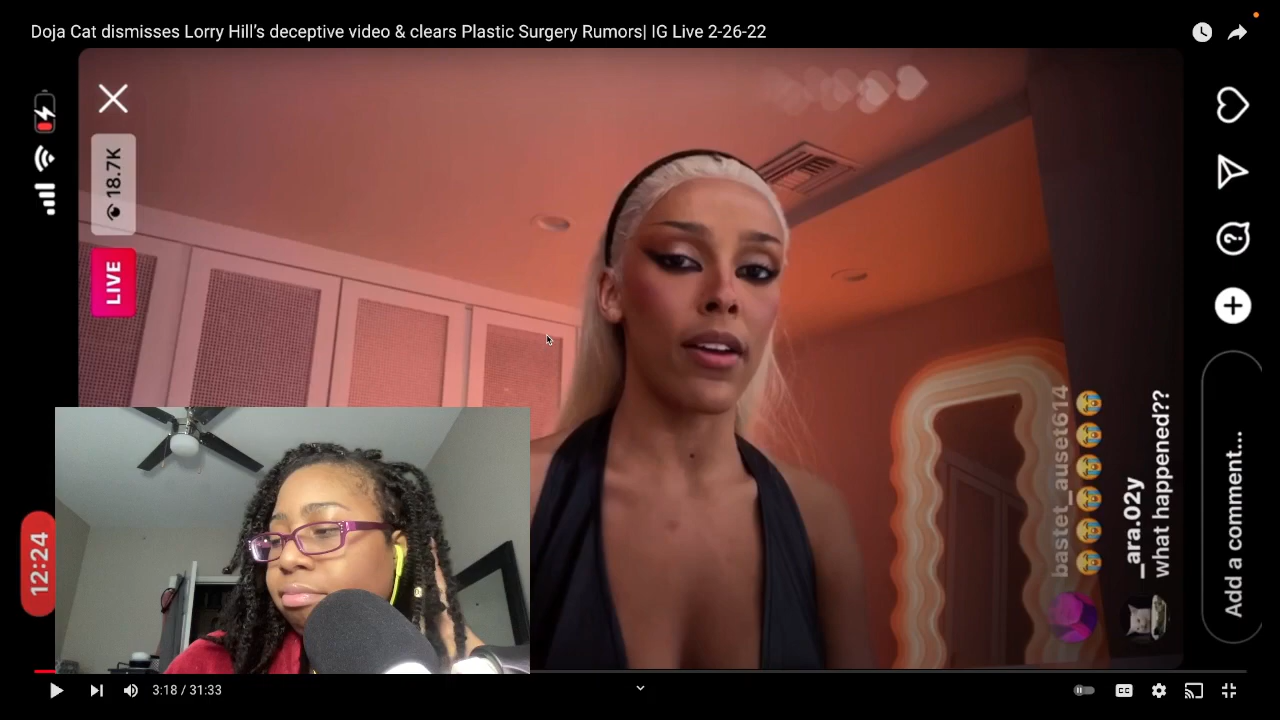 Doja Cat dismisses Lorry Hill’s deceptive video & clears Plastic Surgery Rumors| IG Live 2-26-22
18.7K
LIVE
12:24
bastet_auset614
😭😭😭😭😭😭
_ara.02y
what happened??
Add a comment...
3:18 / 31:33
CC